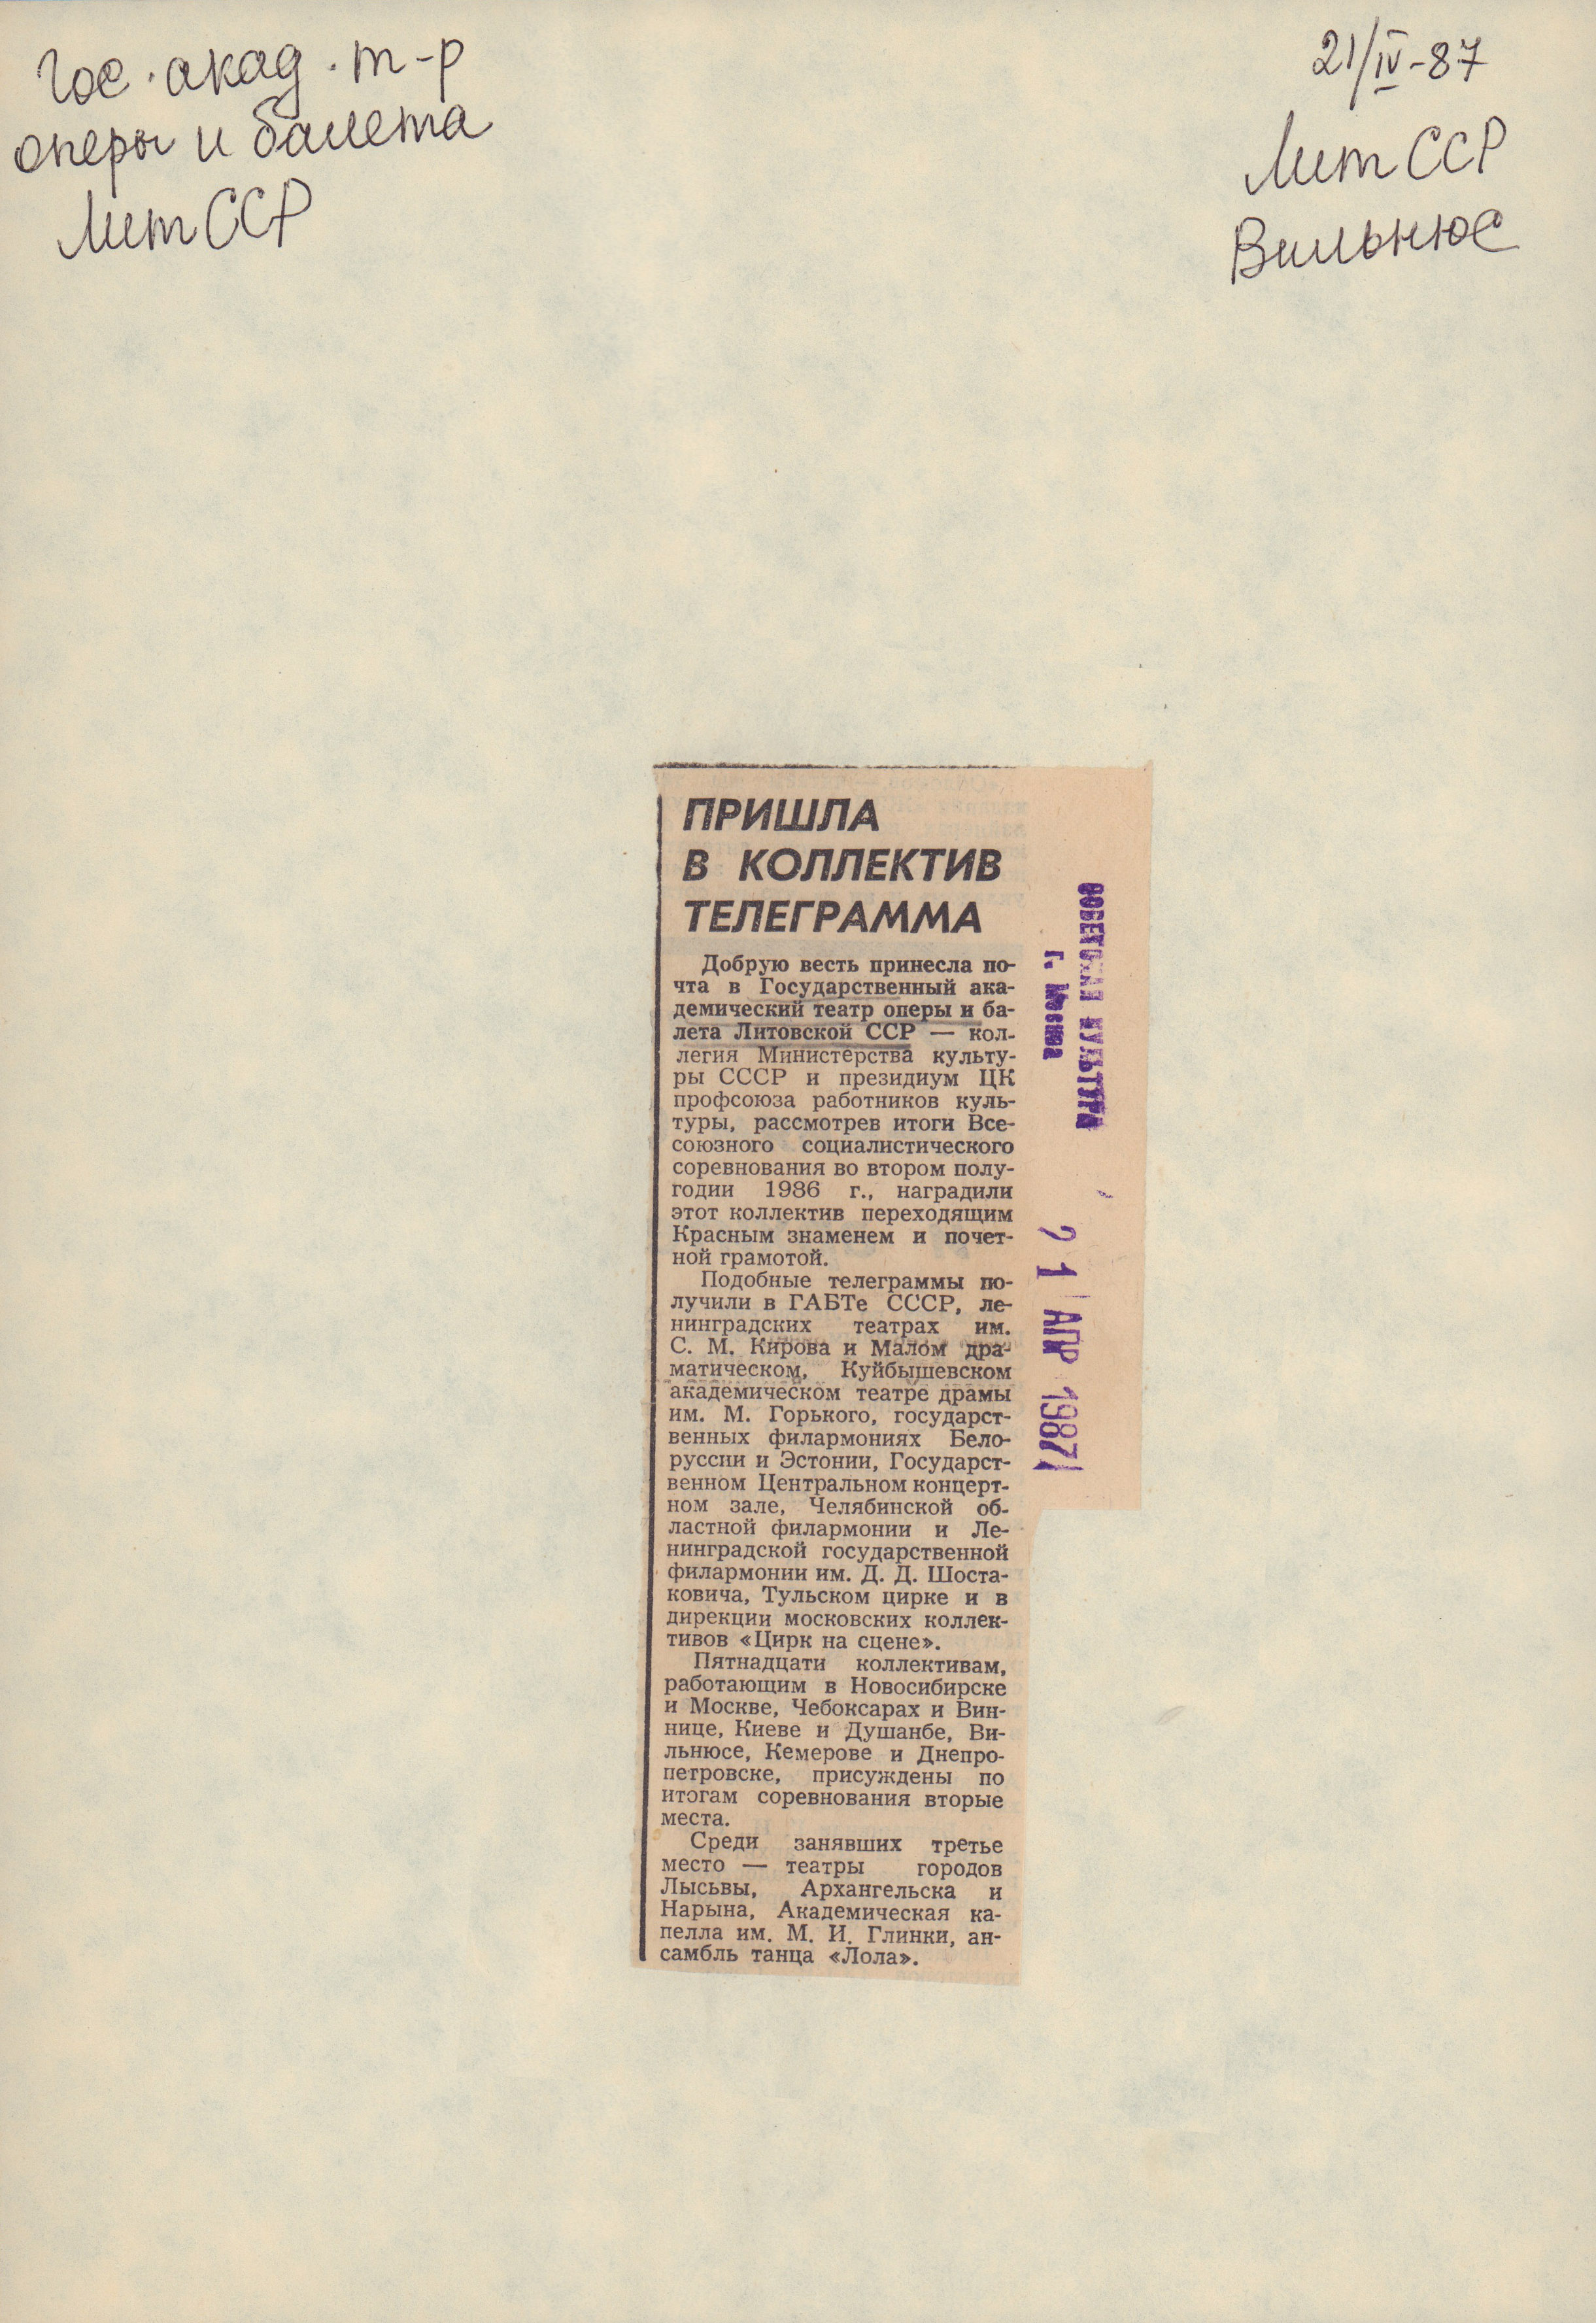 Гос. акад. т-р
оперы и балета
Лит ССР
21/IV-87
Лит ССР
Вильнюс
ПРИШЛА
В КОЛЛЕКТИВ
ТЕЛЕГРАММА
Добрую весть принесла по-
чта в Государственный ака-
демический театр оперы и ба-
лета Литовской ССР — кол-
легия Министерства культу-
ры СССР и президиум ЦК
профсоюза работников куль-
туры, рассмотрев итоги Все-
союзного социалистического
соревнования во втором полу-
годии 1986 г., наградили
этот коллектив переходящим
Красным знаменем и почет-
ной грамотой.
Подобные телеграммы по-
лучили в ГАБТе СССР, ле-
нинградских театрах им.
С. М. Кирова и Малом дра-
матическом, Куйбышевском
академическом театре драмы
им. М. Горького, государст-
венных филармониях Бело-
руссии и Эстонии, Государст-
венном Центральном концерт-
ном зале, Челябинской об-
ластной филармонии и Ле-
нинградской государственной
филармонии им. Д. Д. Шоста-
ковича, Тульском цирке и в
дирекции московских коллек-
тивов «Цирк на сцене».
Пятнадцати коллективам,
работающим в Новосибирске
и Москве, Чебоксарах и Вин-
нице, Киеве и Душанбе, Ви-
льнюсе, Кемерове и Днепро-
петровске, присуждены по
итогам соревнования вторые
места.
Среди занявших третье
место — театры городов
Лысьвы, Архангельска и
Нарына, Академическая ка-
пелла им. М. И. Глинки, ан-
самбль танца «Лола».
СОВЕТСКАЯ КУЛЬТУРА
г. Москва
21 АПР 1987